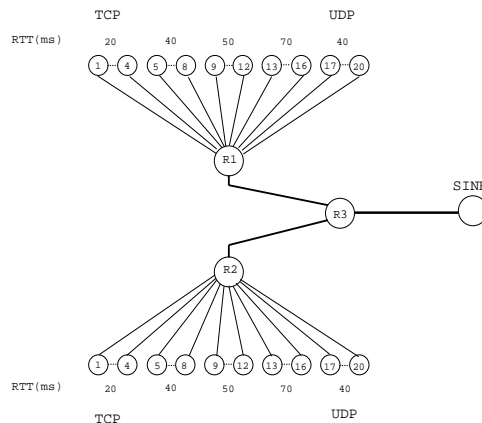 TCP UDP
RTT(ms) 20 40 50 70 40
1 4 5 8 9 12 13 16 17 20
R1
SINK
R3
R2
1 4 5 8 9 12 13 16 17 20
RTT(ms) 20 40 50 70 40
TCP UDP